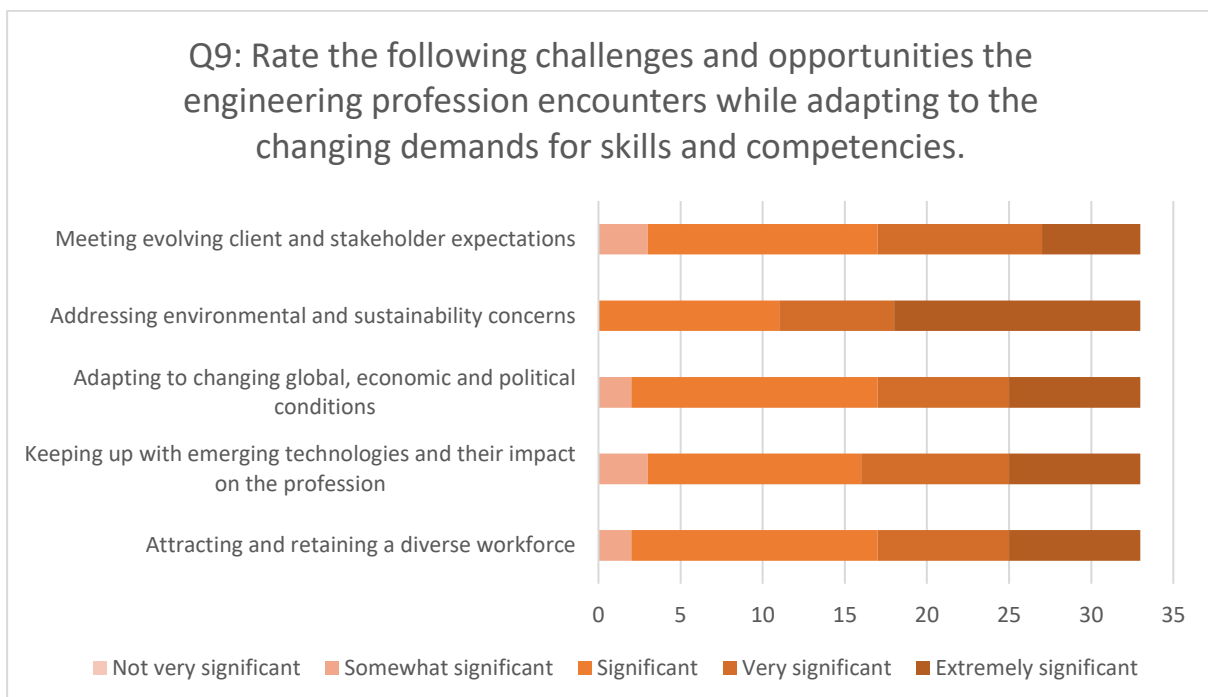 Q9: Rate the following challenges and opportunities the
engineering profession encounters while adapting to the
changing demands for skills and competencies.
Meeting evolving client and stakeholder expectations
Addressing environmental and sustainability concerns
Adapting to changing global, economic and political
conditions
Keeping up with emerging technologies and their impact
on the profession
Attracting and retaining a diverse workforce
0 5 10 15 20 25 30 35
Not very significant Somewhat significant Significant Very significant Extremely significant